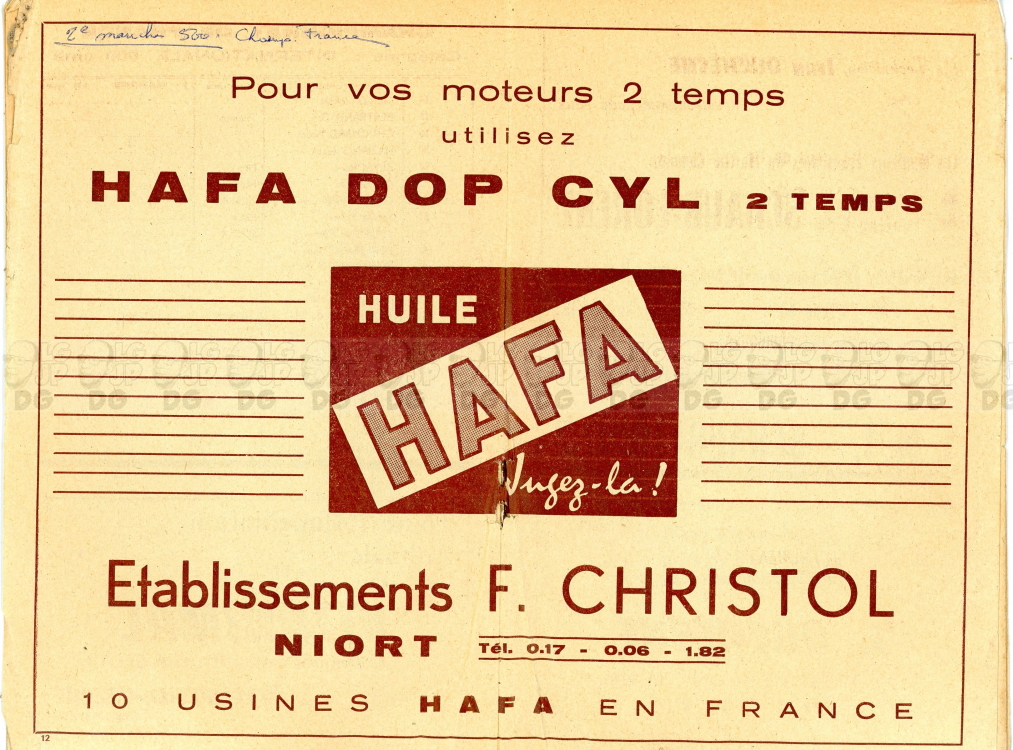 2e manche 500. Champ. France
Pour vos moteurs 2 temps
utilisez
HAFA DOP CYL 2 TEMPS
HUILE
HAFA
Jugez-la!
Etablissements F. CHRISTOL
NIORT Tél. 0.17 - 0.06 - 1.82
10 USINES HAFA EN FRANCE
12